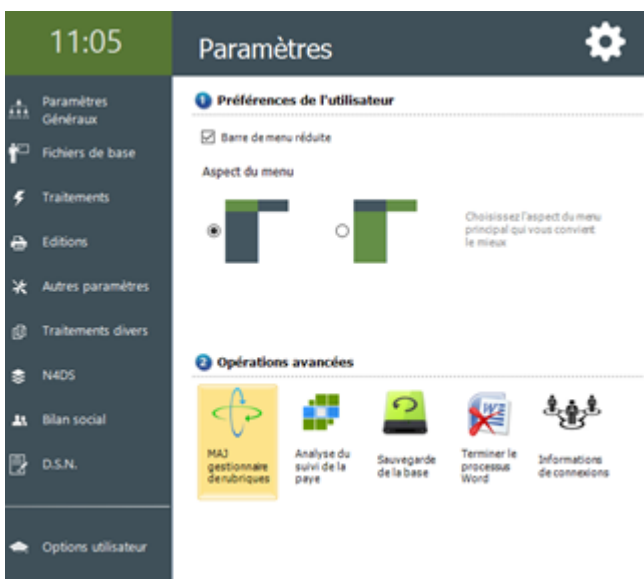 11:05
Paramètres
Paramètres
Généraux
Fichiers de base
Traitements
Editions
Autres paramètres
Traitements divers
N4DS
Bilan social
D.S.N.
Options utilisateur
1 Préférences de l'utilisateur
Barre de menu réduite
Aspect du menu
Choisissez l'aspect du menu
principal qui vous convient
le mieux
2 Opérations avancées
MAJ
gestionnaire
de rubriques
Analyse du
suivi de la
paye
Sauvegarde
de la base
Terminer le
processus
Word
Informations
de connexions